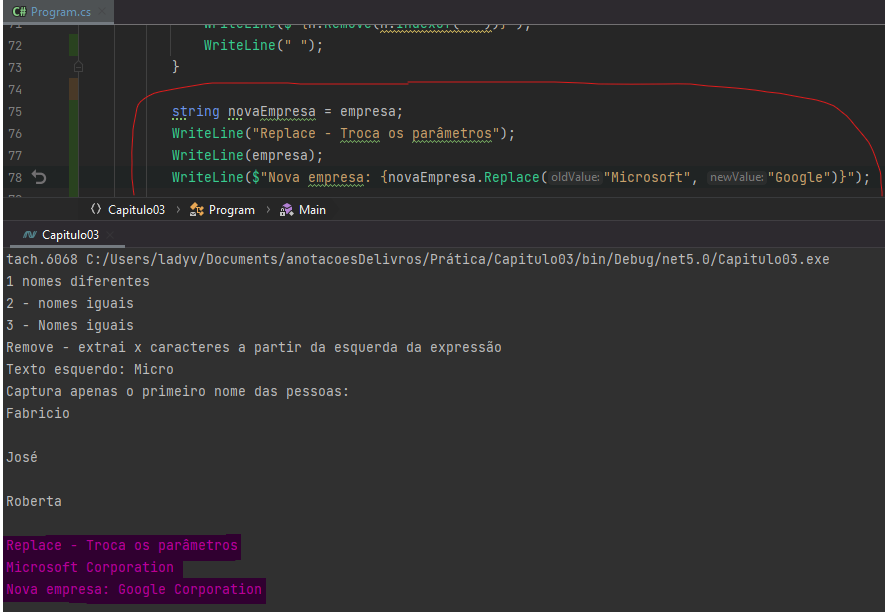 C# Program.cs
72 WriteLine(" ");
73 }
74
75 string novaEmpresa = empresa;
76 WriteLine("Replace - Troca os parâmetros");
77 WriteLine(empresa);
78 WriteLine($"Nova empresa: {novaEmpresa.Replace( oldValue: "Microsoft", newValue: "Google")}");
Capitulo03 > Program > Main
Capitulo03
tach.6068 C:/Users/ladyv/Documents/anotacoesDelivros/Prática/Capitulo03/bin/Debug/net5.0/Capitulo03.exe
1 nomes diferentes
2 - nomes iguais
3 - Nomes iguais
Remove - extrai x caracteres a partir da esquerda da expressão
Texto esquerdo: Micro
Captura apenas o primeiro nome das pessoas:
Fabricio
José
Roberta
Replace - Troca os parâmetros
Microsoft Corporation
Nova empresa: Google Corporation